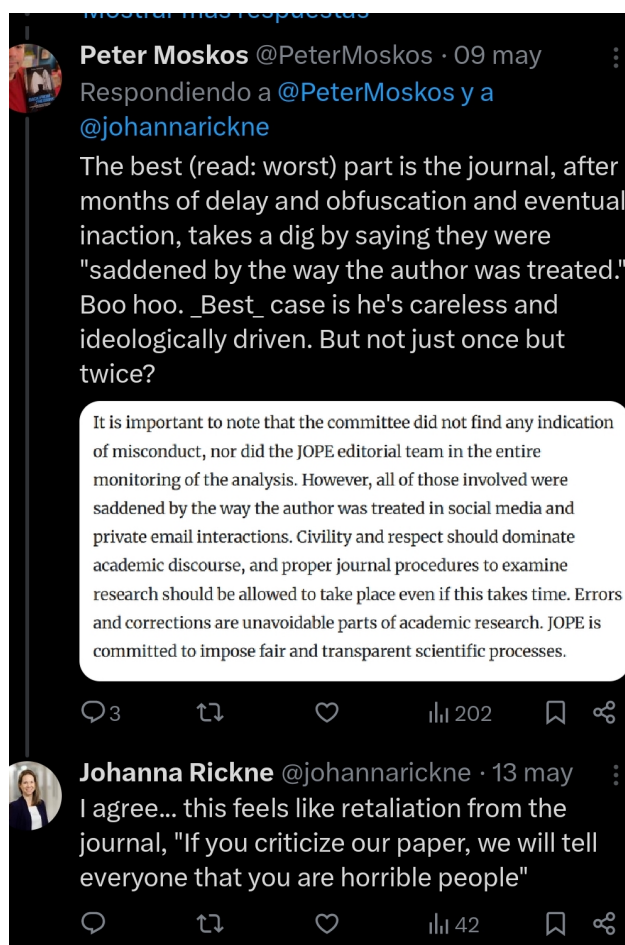 Mostrar más respuestas
Peter Moskos @PeterMoskos · 09 may
Respondiendo a @PeterMoskos y a
@johannarickne
The best (read: worst) part is the journal, after
months of delay and obfuscation and eventual
inaction, takes a dig by saying they were
"saddened by the way the author was treated."
Boo hoo. _Best_ case is he's careless and
ideologically driven. But not just once but
twice?
It is important to note that the committee did not find any indication
of misconduct, nor did the JOPE editorial team in the entire
monitoring of the analysis. However, all of those involved were
saddened by the way the author was treated in social media and
private email interactions. Civility and respect should dominate
academic discourse, and proper journal procedures to examine
research should be allowed to take place even if this takes time. Errors
and corrections are unavoidable parts of academic research. JOPE is
committed to impose fair and transparent scientific processes.
3 202
Johanna Rickne @johannarickne · 13 may
I agree... this feels like retaliation from the
journal, "If you criticize our paper, we will tell
everyone that you are horrible people"
42